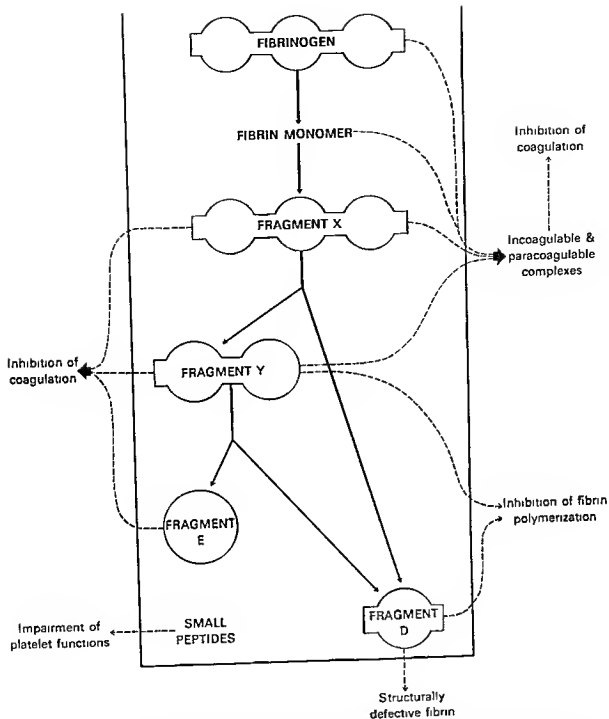 FIBRINOGEN
FIBRIN MONOMER
Inhibition of
coagulation
FRAGMENT X
Incoagulable &
paracoagulable
complexes
Inhibition of
coagulation
FRAGMENT Y
Inhibition of fibrin
polymerization
FRAGMENT
E
FRAGMENT
D
Impairment of
platelet functions
SMALL
PEPTIDES
Structurally
defective fibrin